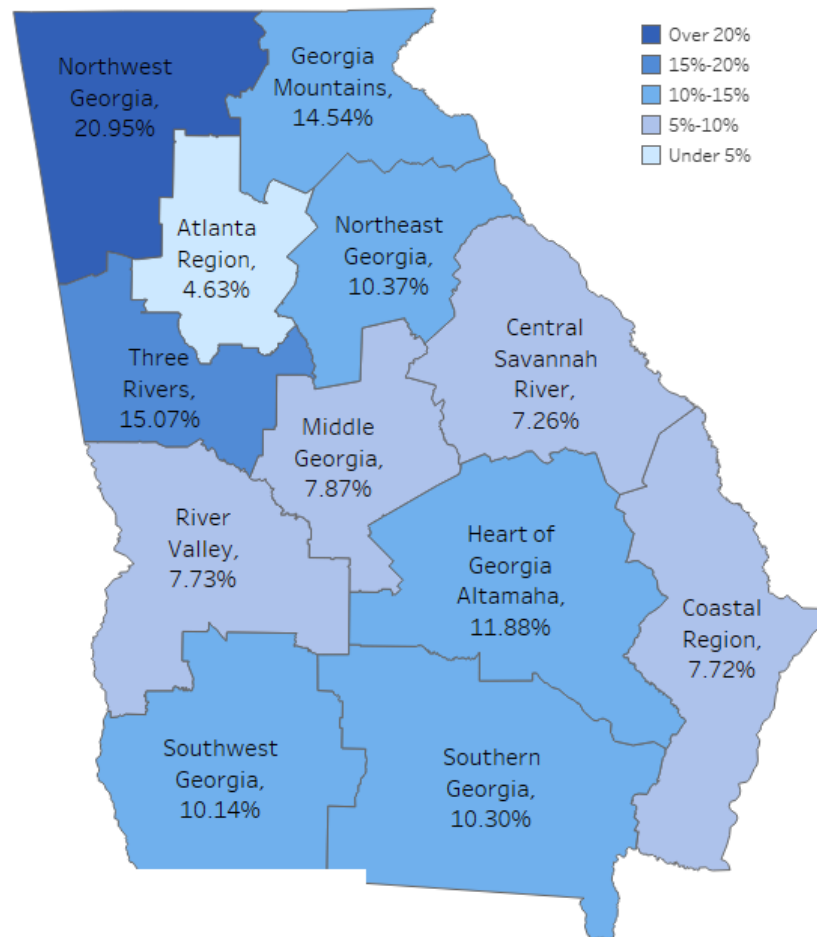 Northwest
Georgia,
20.95%
Georgia
Mountains,
14.54%
Over 20%
15%-20%
10%-15%
5%-10%
Under 5%
Atlanta
Region,
4.63%
Northeast
Georgia,
10.37%
Central
Savannah
River,
7.26%
Three
Rivers,
15.07%
Middle
Georgia,
7.87%
River
Valley,
7.73%
Heart of
Georgia
Altamaha,
11.88%
Coastal
Region,
7.72%
Southwest
Georgia,
10.14%
Southern
Georgia,
10.30%